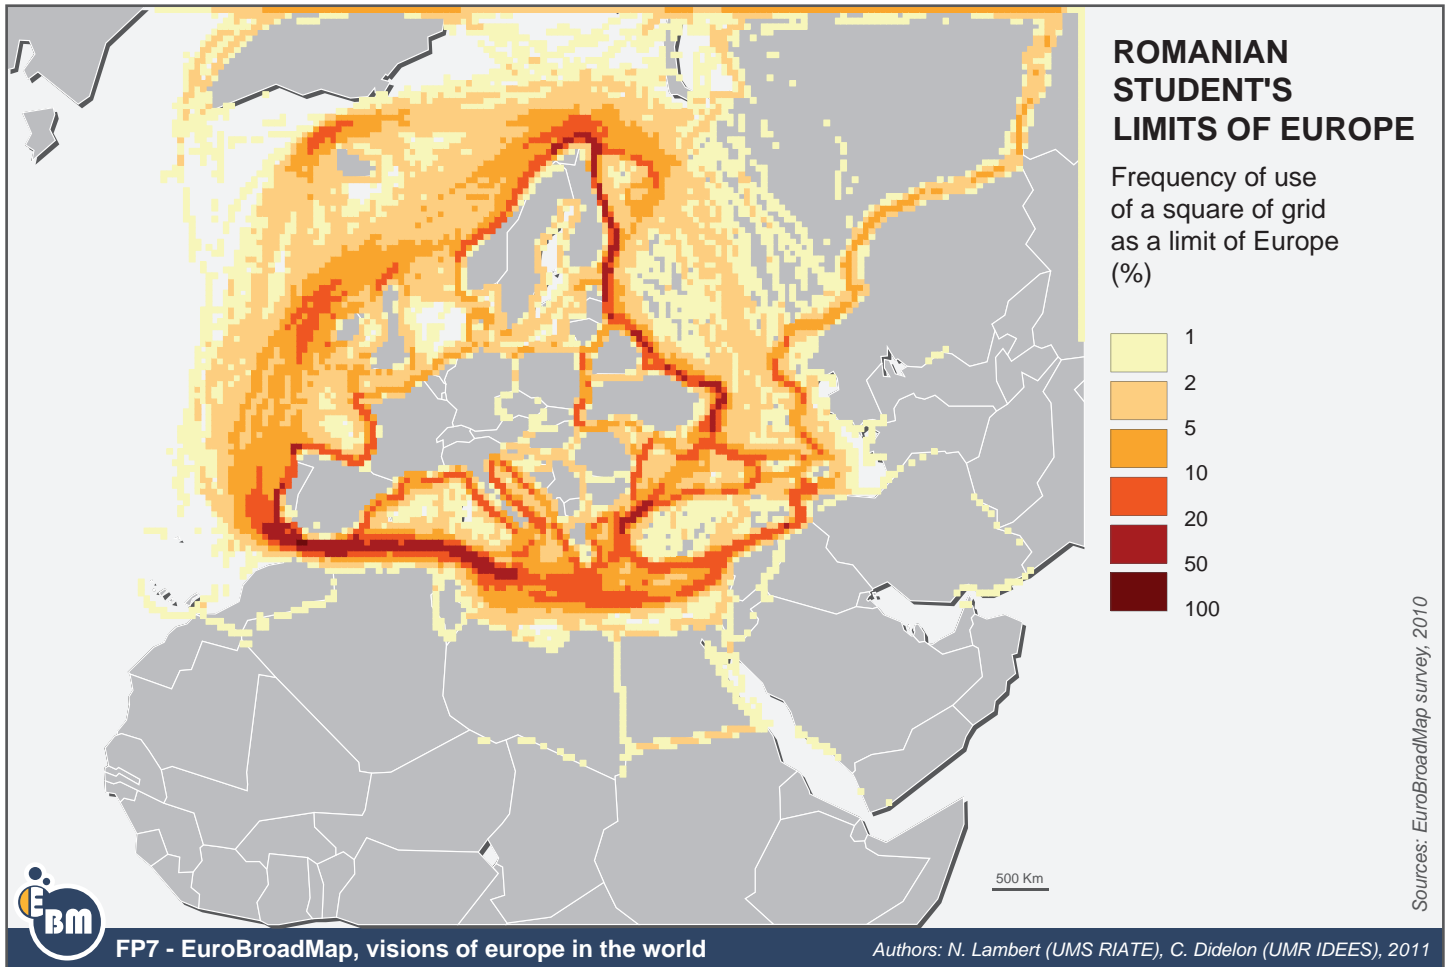 ROMANIAN
STUDENT'S
LIMITS OF EUROPE
Frequency of use
of a square of grid
as a limit of Europe
(%)
1
2
5
10
20
50
100
Sources: EuroBroadMap survey, 2010
500 Km
EBM
FP7 - EuroBroadMap, visions of europe in the world
Authors: N. Lambert (UMS RIATE), C. Didelon (UMR IDEES), 2011